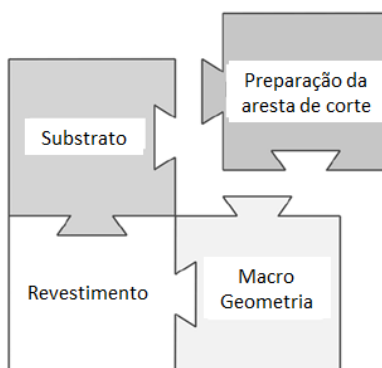 Preparação da
aresta de corte
Substrato
Revestimento
Macro
Geometria